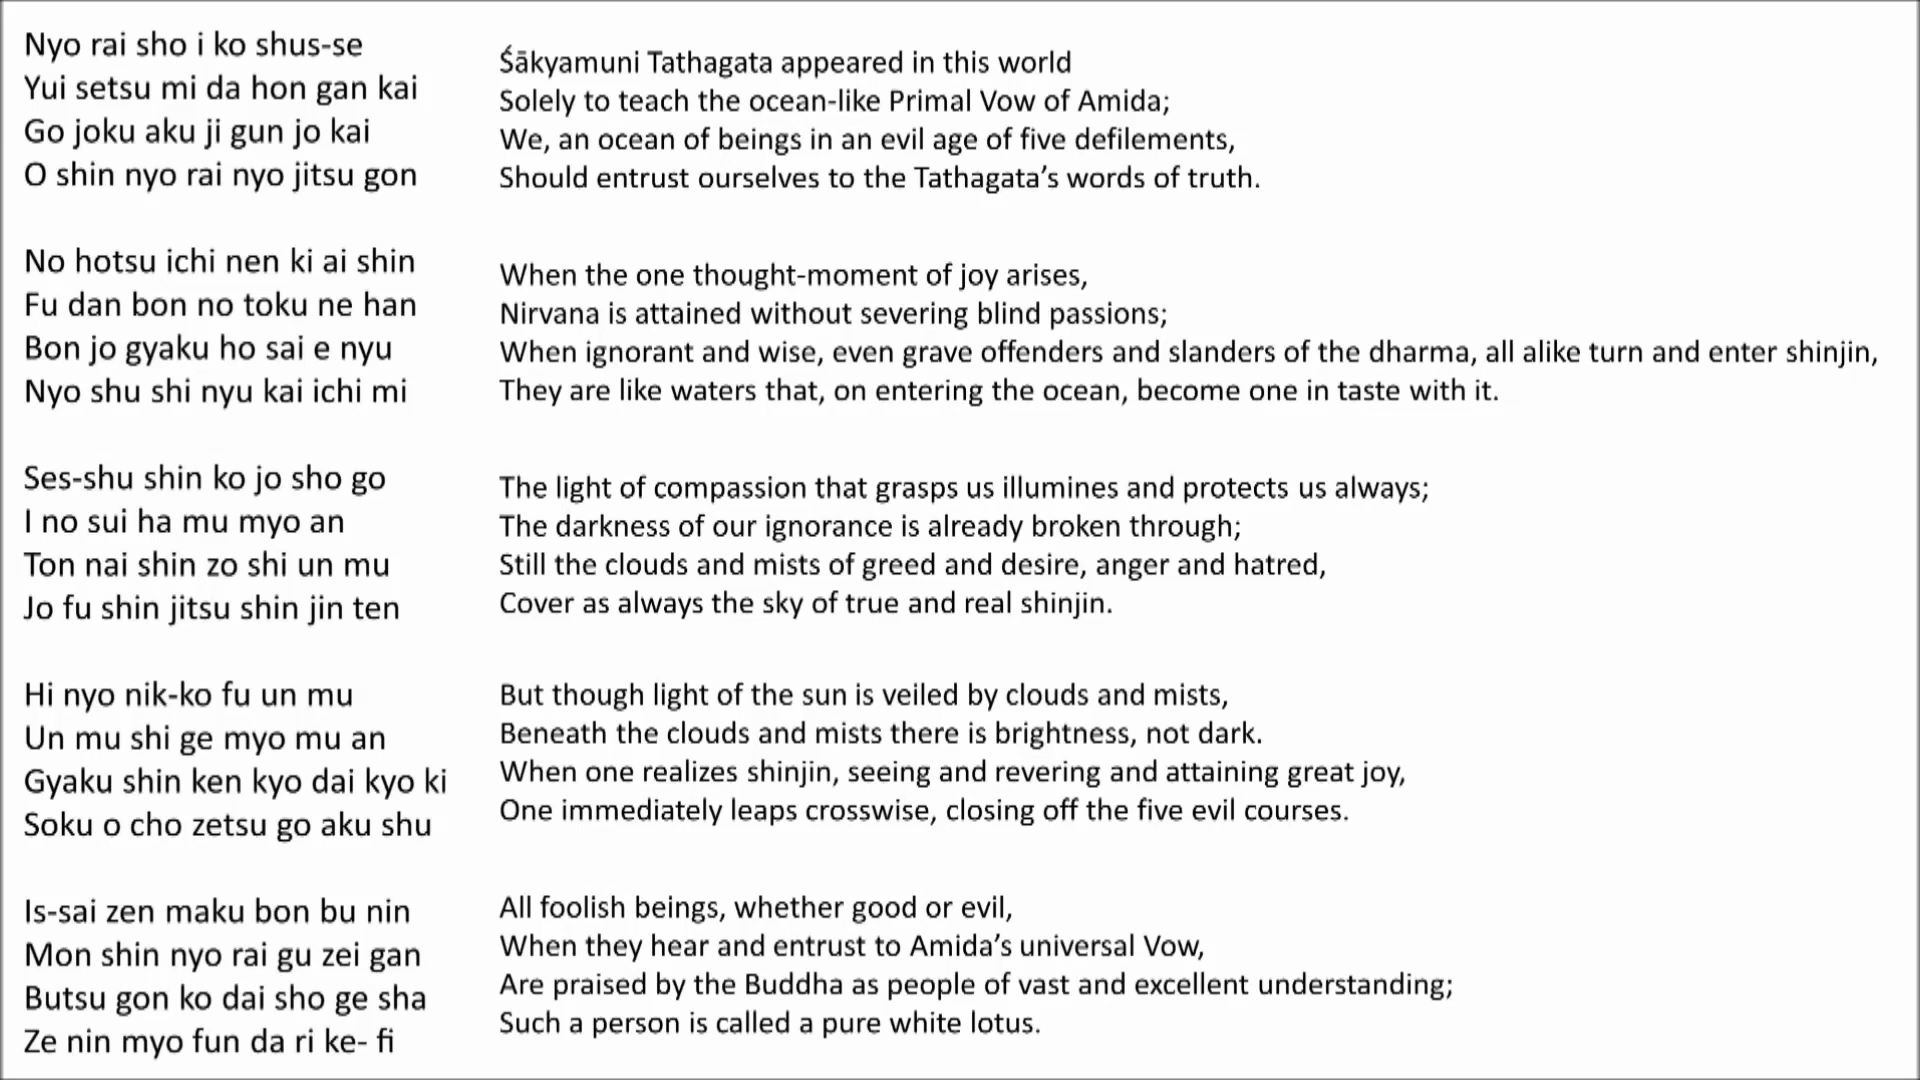 Nyo rai sho i ko shus-se
Yui setsu mi da hon gan kai
Go joku aku ji gun jo kai
O shin nyo rai nyo jitsu gon
Śākyamuni Tathagata appeared in this world
Solely to teach the ocean-like Primal Vow of Amida;
We, an ocean of beings in an evil age of five defilements,
Should entrust ourselves to the Tathagata's words of truth.
No hotsu ichi nen ki ai shin
Fu dan bon no toku ne han
Bon jo gyaku ho sai e nyu
Nyo shu shi nyu kai ichi mi
When the one thought-moment of joy arises,
Nirvana is attained without severing blind passions;
When ignorant and wise, even grave offenders and slanders of the dharma, all alike turn and enter shinjin,
They are like waters that, on entering the ocean, become one in taste with it.
Ses-shu shin ko jo sho go
I no sui ha mu myo an
Ton nai shin zo shi un mu
Jo fu shin jitsu shin jin ten
The light of compassion that grasps us illumines and protects us always;
The darkness of our ignorance is already broken through;
Still the clouds and mists of greed and desire, anger and hatred,
Cover as always the sky of true and real shinjin.
Hi nyo nik-ko fu un mu
Un mu shi ge myo mu an
Gyaku shin ken kyo dai kyo ki
Soku o cho zetsu go aku shu
But though light of the sun is veiled by clouds and mists,
Beneath the clouds and mists there is brightness, not dark.
When one realizes shinjin, seeing and revering and attaining great joy,
One immediately leaps crosswise, closing off the five evil courses.
Is-sai zen maku bon bu nin
Mon shin nyo rai gu zei gan
Butsu gon ko dai sho ge sha
Ze nin myo fun da ri ke- fi
All foolish beings, whether good or evil,
When they hear and entrust to Amida's universal Vow,
Are praised by the Buddha as people of vast and excellent understanding;
Such a person is called a pure white lotus.